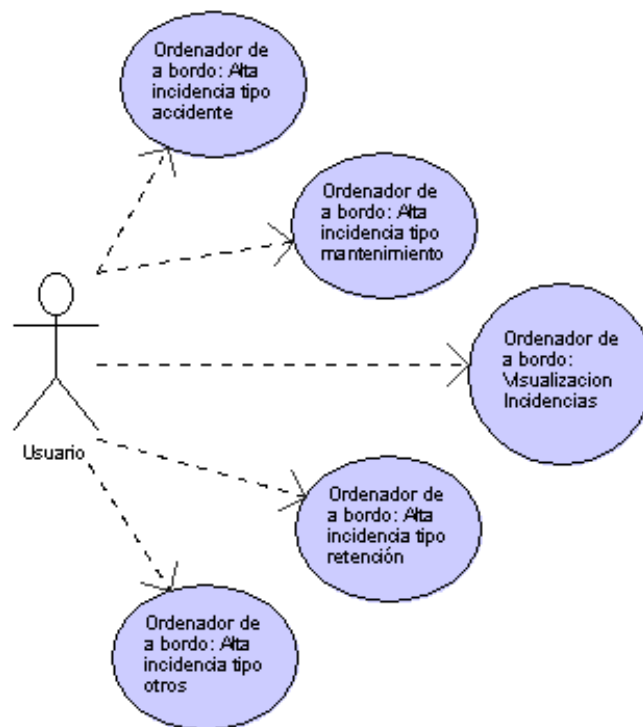 Ordenador de
a bordo: Alta
incidencia tipo
accidente
Ordenador de
a bordo: Alta
incidencia tipo
mantenimiento
Ordenador de
a bordo:
Visualizacion
Incidencias
Usuario
Ordenador de
a bordo: Alta
incidencia tipo
retención
Ordenador de
a bordo: Alta
incidencia tipo
otros